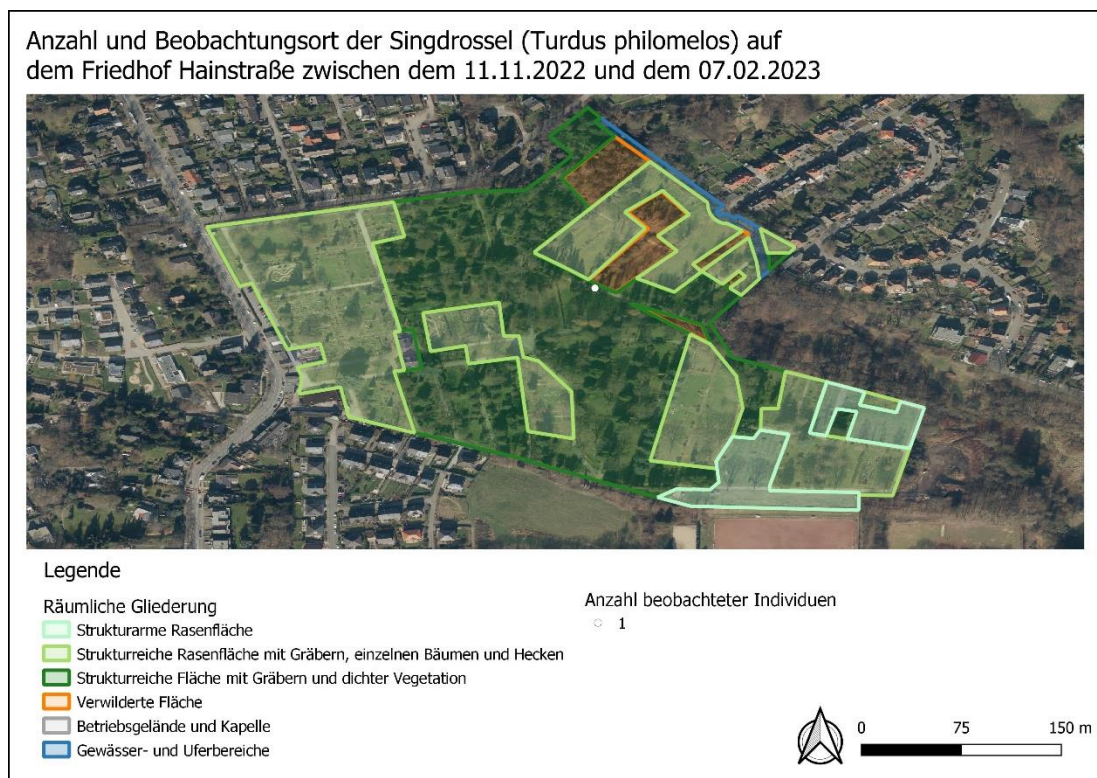 Anzahl und Beobachtungsort der Singdrossel (Turdus philomelos) auf
dem Friedhof Hainstraße zwischen dem 11.11.2022 und dem 07.02.2023
Legende
Räumliche Gliederung
Strukturarme Rasenfläche
Strukturreiche Rasenfläche mit Gräbern, einzelnen Bäumen und Hecken
Strukturreiche Fläche mit Gräbern und dichter Vegetation
Verwilderte Fläche
Betriebsgelände und Kapelle
Gewässer- und Uferbereiche
Anzahl beobachteter Individuen
1
0 75 150 m